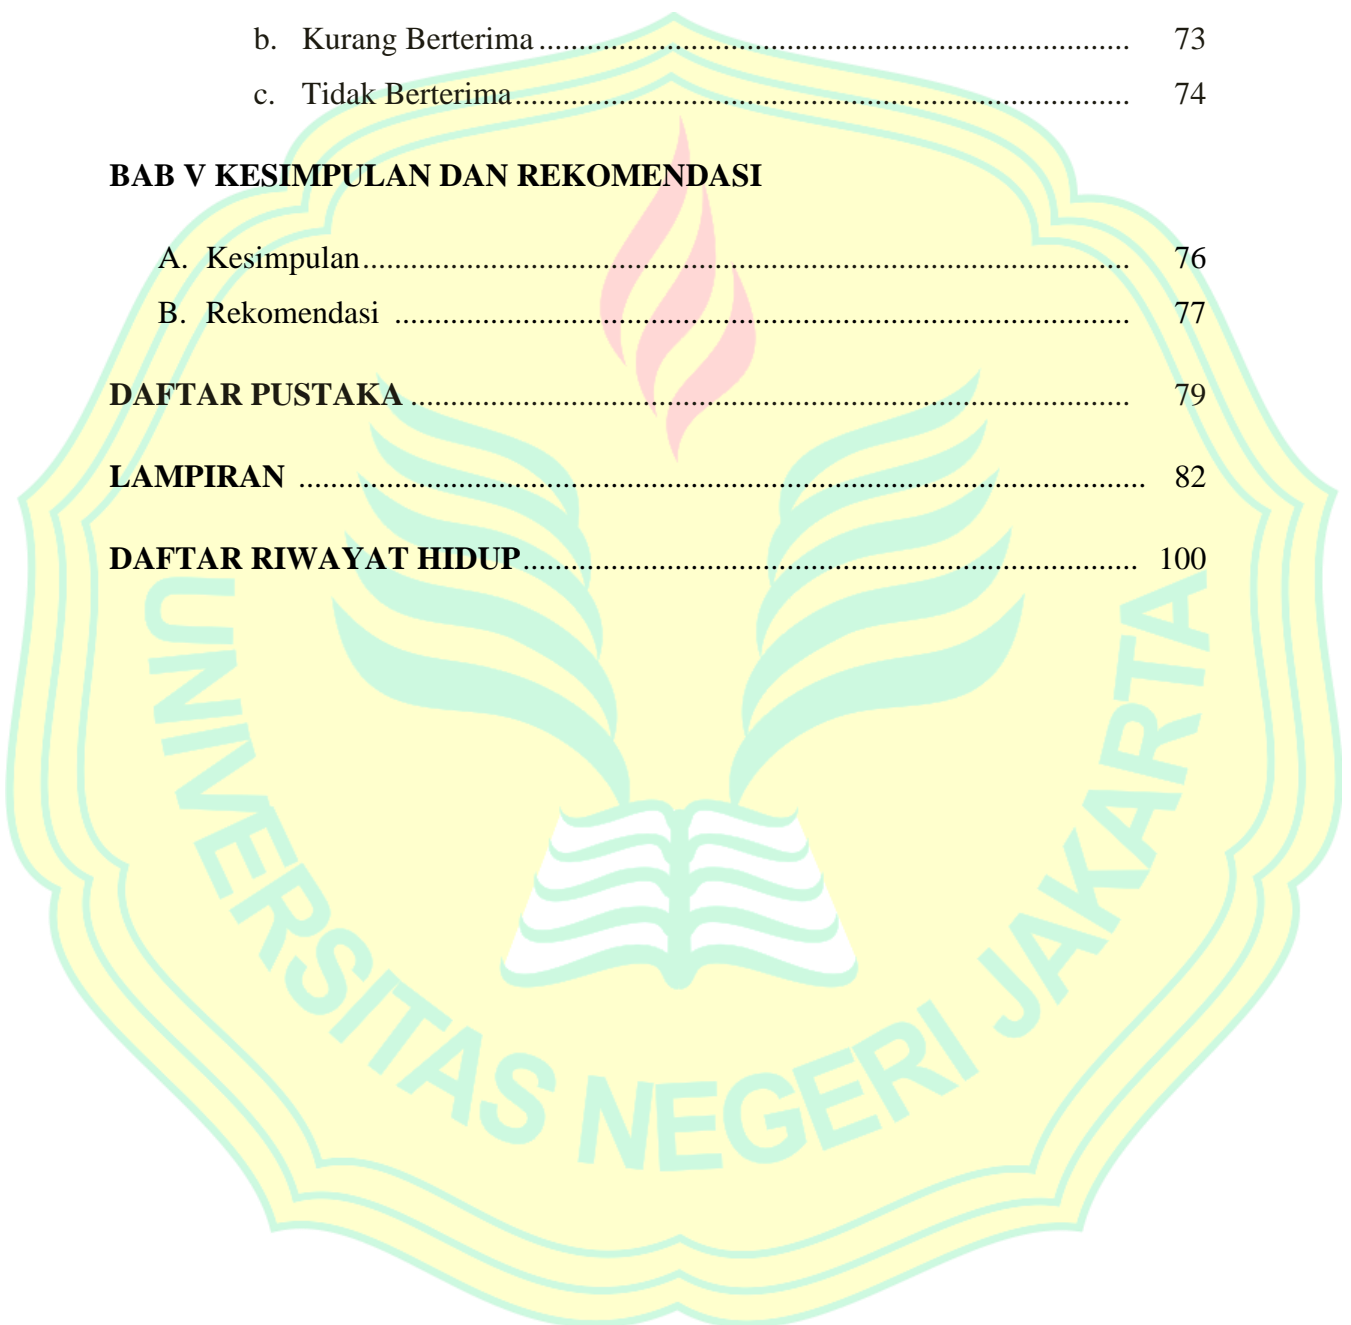 b. Kurang Berterima .......................................................................... 73
c. Tidak Berterima............................................................................. 74
BAB V KESIMPULAN DAN REKOMENDASI
A. Kesimpulan................................................................................................ 76
B. Rekomendasi ............................................................................................ 77
DAFTAR PUSTAKA .......................................................................................... 79
LAMPIRAN .......................................................................................................... 82
DAFTAR RIWAYAT HIDUP............................................................................. 100
UNIVERSITAS NEGERI JAKARTA